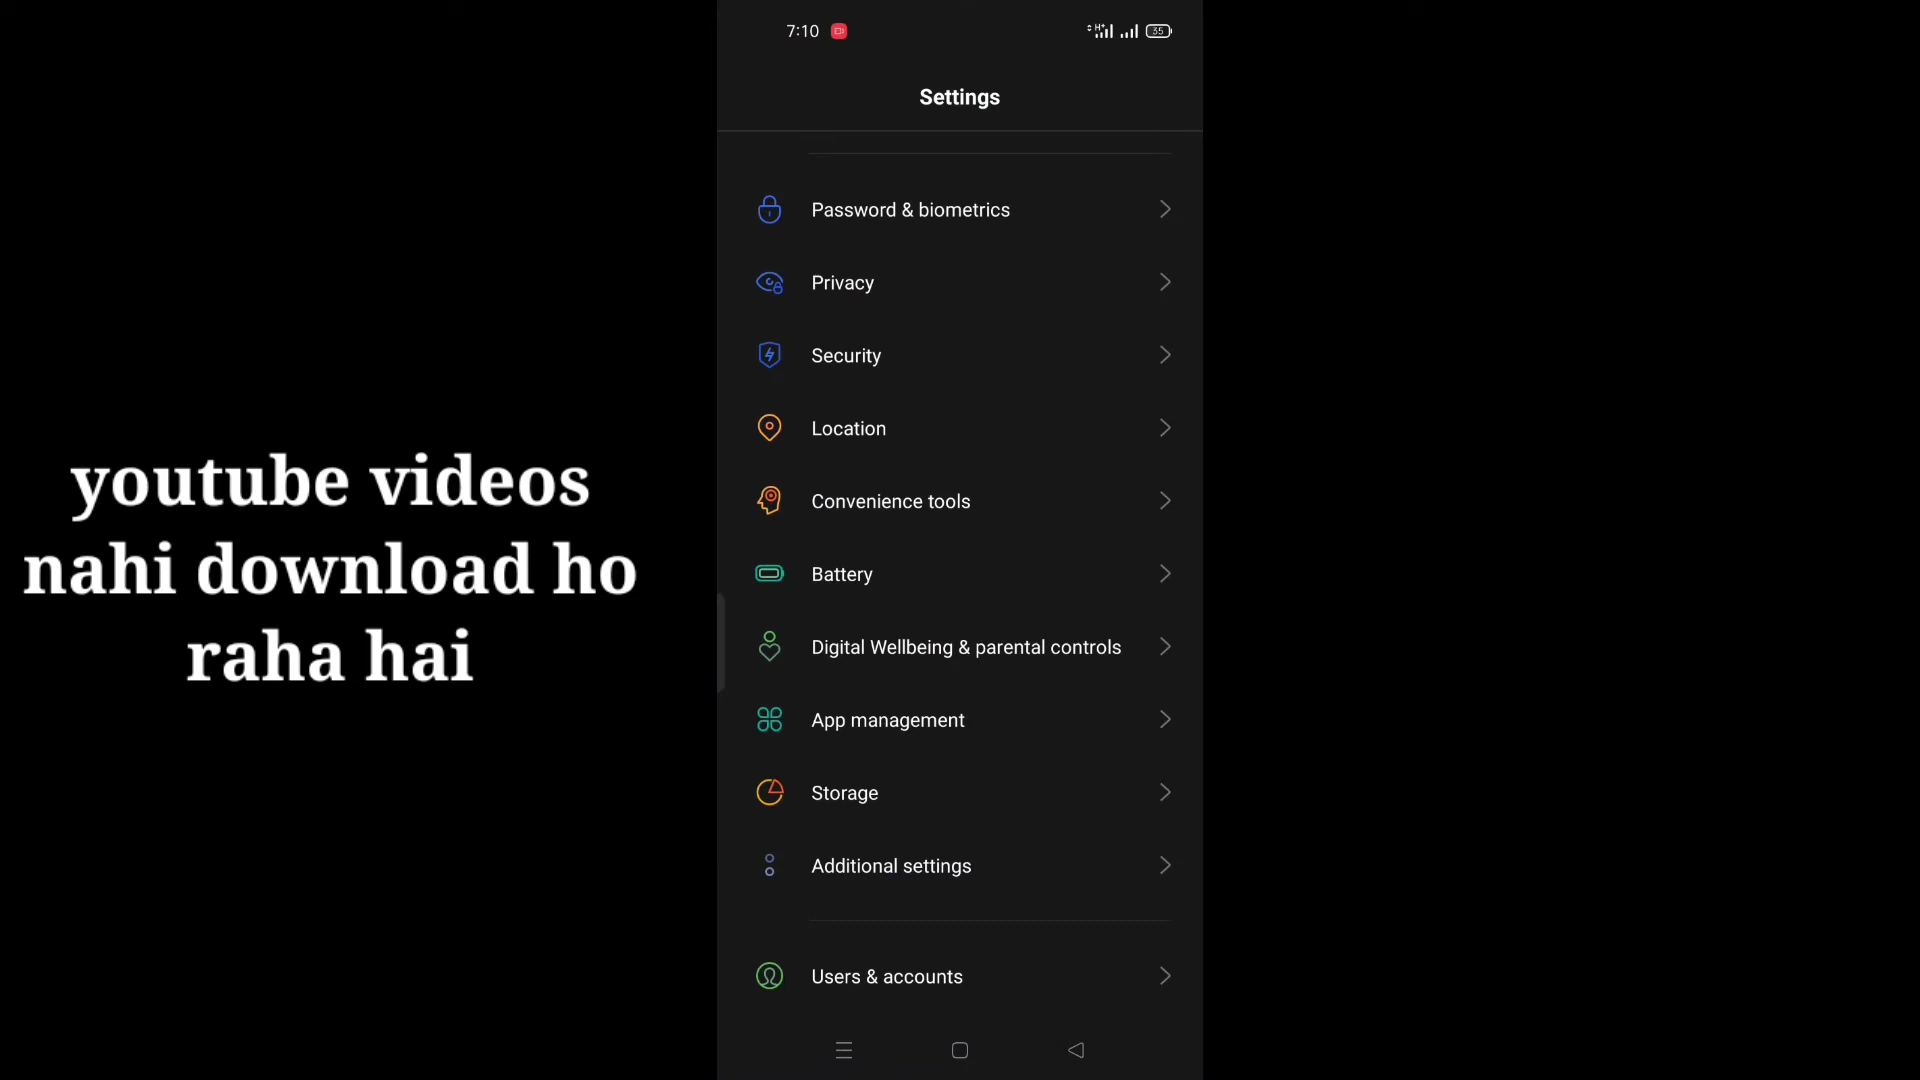 7:10
H+
35
Settings
Password & biometrics
Privacy
Security
Location
Convenience tools
Battery
Digital Wellbeing & parental controls
App management
Storage
Additional settings
Users & accounts
youtube videos
nahi download ho
raha hai